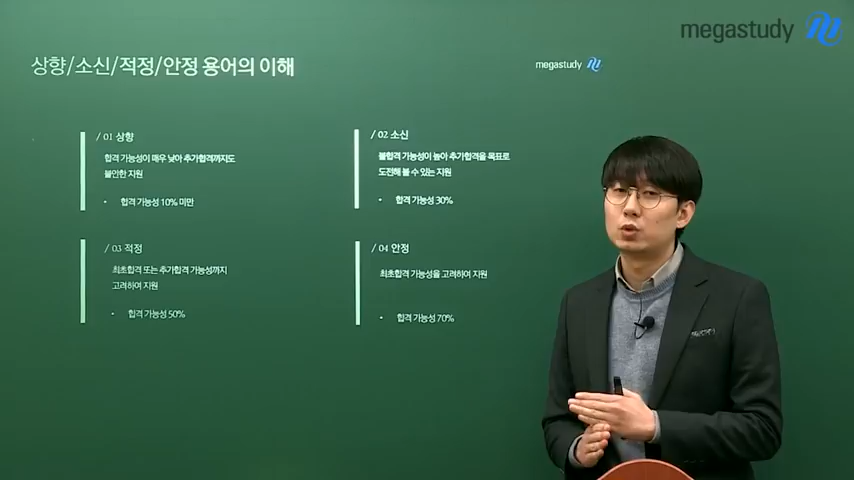 megastudy
상향/소신/적정/안정 용어의 이해
megastudy
/ 01 상향
합격 가능성이 매우 낮아 추가합격까지도
불안한 지원
• 합격 가능성 10% 미만
/ 02 소신
불합격 가능성이 높아 추가합격을 목표로
도전해 볼 수 있는 지원
• 합격 가능성 30%
/ 03 적정
최초합격 또는 추가합격 가능성까지
고려하여 지원
• 합격 가능성 50%
/ 04 안정
최초합격 가능성을 고려하여 지원
• 합격 가능성 70%